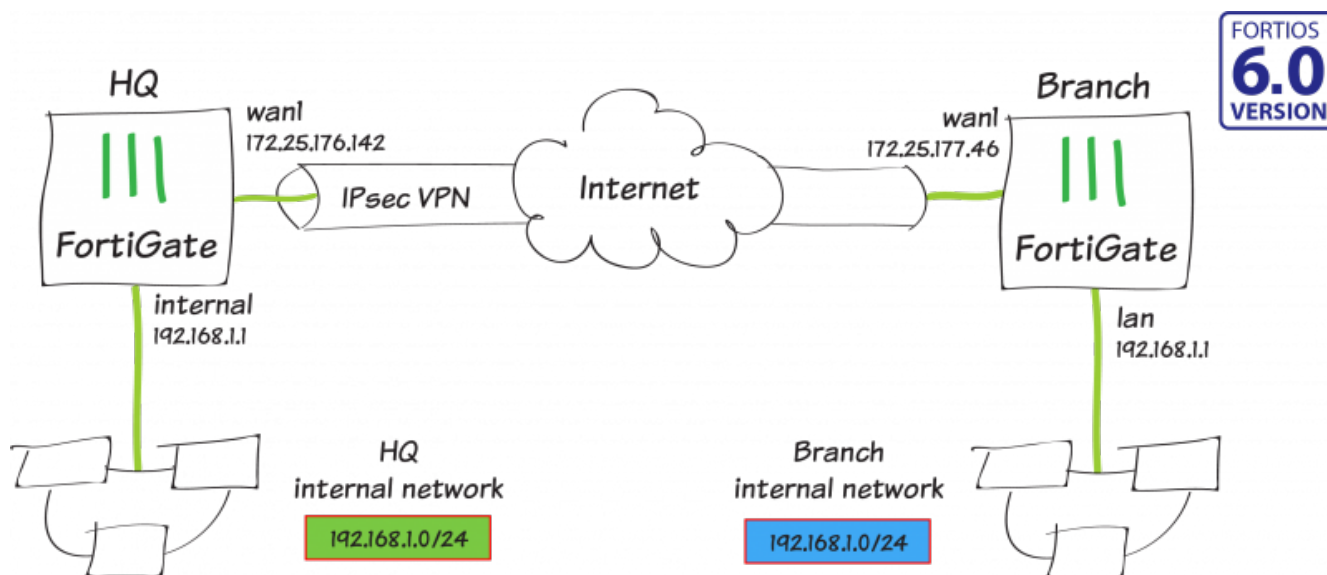 FORTIOS
6.0
VERSION
HQ
wan1
172.25.176.142
FortiGate
IPsec VPN
Internet
Branch
wan1
172.25.177.46
FortiGate
internal
192.168.1.1
lan
192.168.1.1
HQ
internal network
192.168.1.0/24
Branch
internal network
192.168.1.0/24